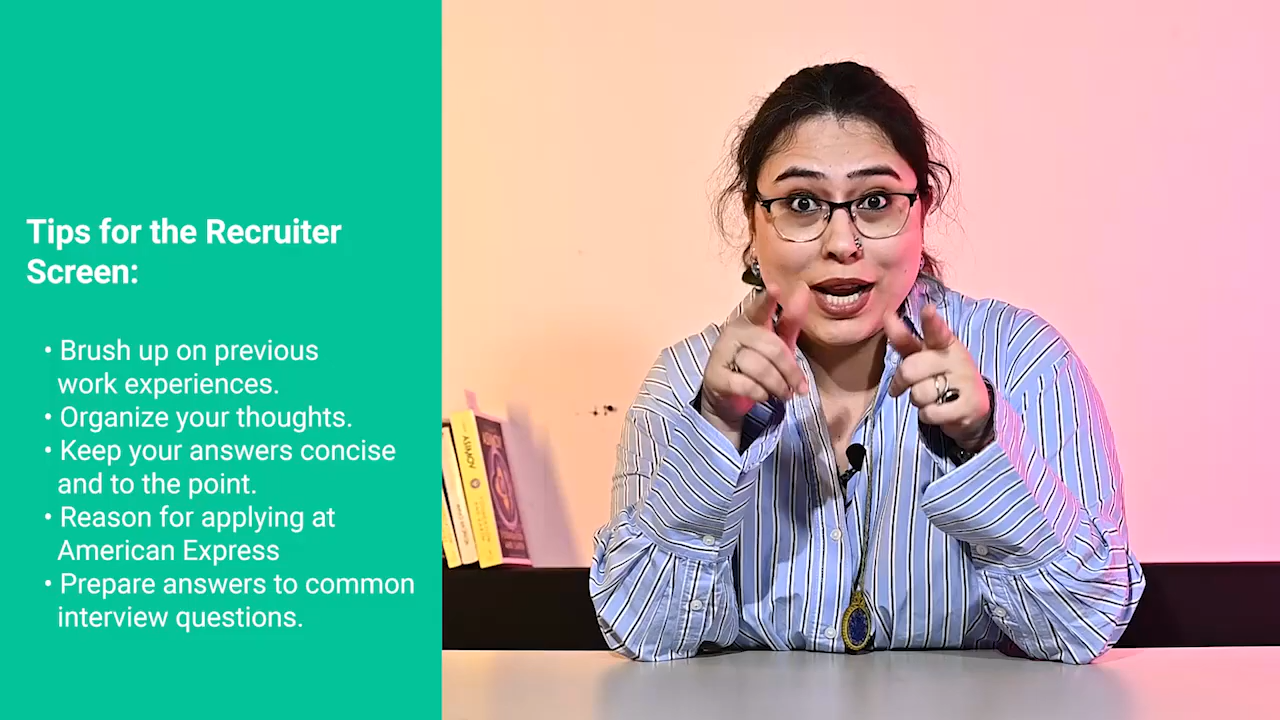 Tips for the Recruiter
Screen:
• Brush up on previous
work experiences.
• Organize your thoughts.
• Keep your answers concise
and to the point.
• Reason for applying at
American Express
• Prepare answers to common
interview questions.
ASIMOV